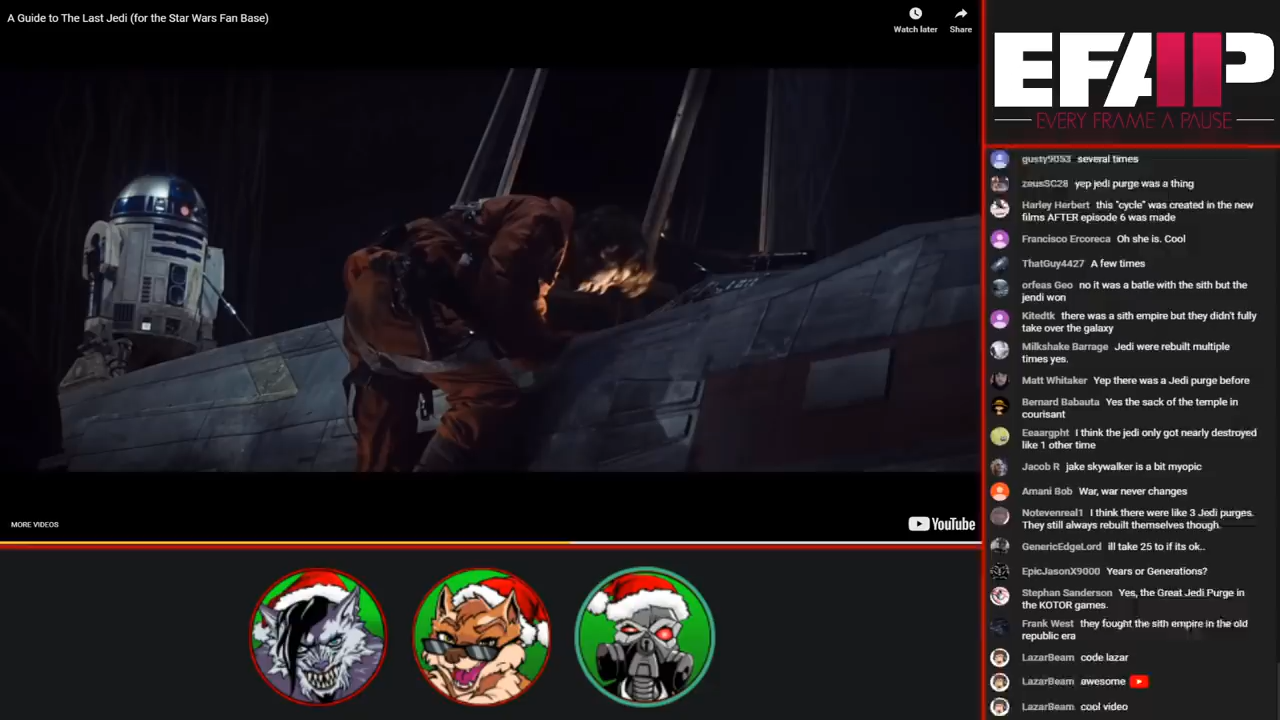 A Guide to The Last Jedi (for the Star Wars Fan Base)
Watch later
Share
MORE VIDEOS
YouTube
EFAP
EVERY FRAME A PAUSE
gusty9053 several times
zeusSC28 yep jedi purge was a thing
Harley Herbert this "cycle" was created in the new
films AFTER episode 6 was made
Francisco Ercoreca Oh she is. Cool
ThatGuy4427 A few times
orfeas Geo no it was a batle with the sith but the
jendi won
Kitedtk there was a sith empire but they didn't fully
take over the galaxy
Milkshake Barrage Jedi were rebuilt multiple
times yes.
Matt Whitaker Yep there was a Jedi purge before
Bernard Babauta Yes the sack of the temple in
courisant
Eeaargpht I think the jedi only got nearly destroyed
like 1 other time
Jacob R jake skywalker is a bit myopic
Amani Bob War, war never changes
Notevenreal1 I think there were like 3 Jedi purges.
They still always rebuilt themselves though.
GenericEdgeLord ill take 25 to if its ok..
EpicJasonX9000 Years or Generations?
Stephan Sanderson Yes, the Great Jedi Purge in
the KOTOR games.
Frank West they fought the sith empire in the old
republic era
LazarBeam code lazar
LazarBeam awesome
LazarBeam cool video